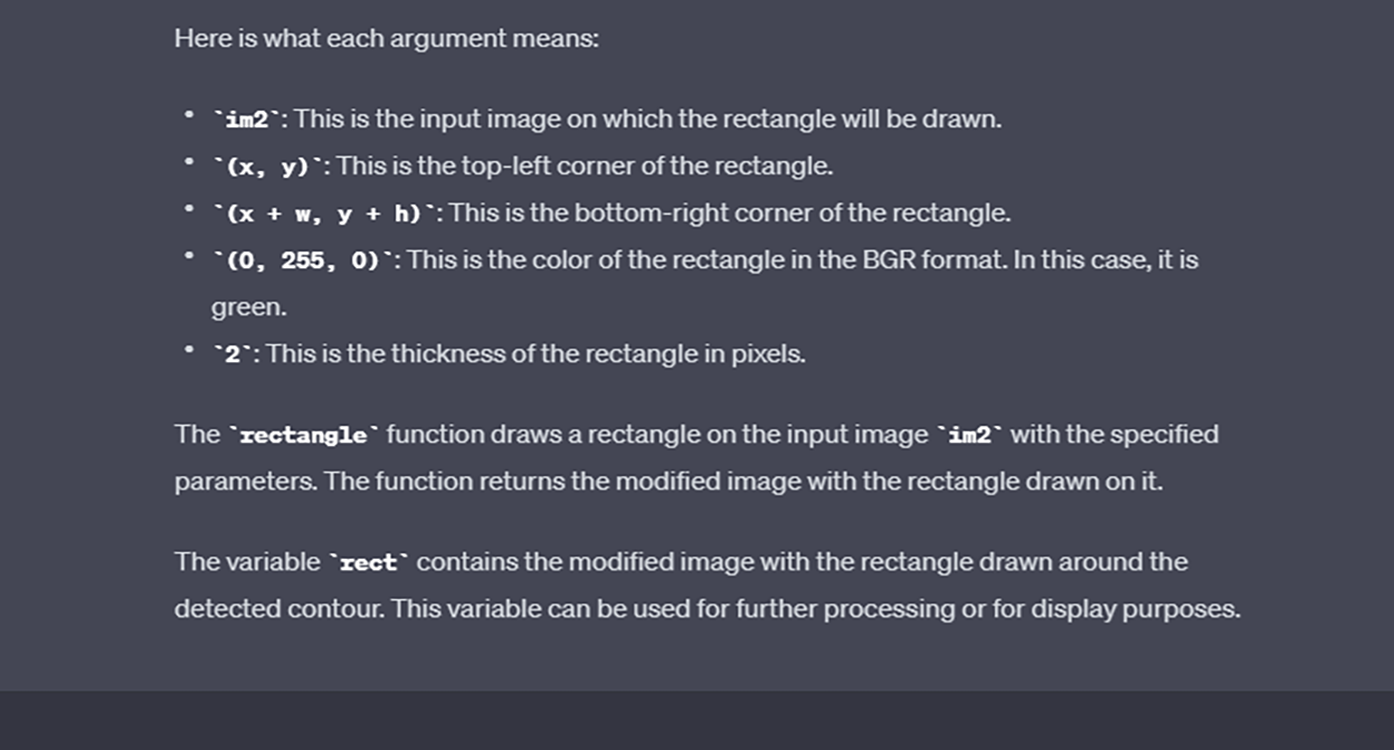 Here is what each argument means:
• `im2`: This is the input image on which the rectangle will be drawn.
• `(x, y)`: This is the top-left corner of the rectangle.
• `(x + w, y + h)`: This is the bottom-right corner of the rectangle.
• `(0, 255, 0)`: This is the color of the rectangle in the BGR format. In this case, it is
green.
• `2`: This is the thickness of the rectangle in pixels.
The `rectangle` function draws a rectangle on the input image `im2` with the specified
parameters. The function returns the modified image with the rectangle drawn on it.
The variable `rect` contains the modified image with the rectangle drawn around the
detected contour. This variable can be used for further processing or for display purposes.